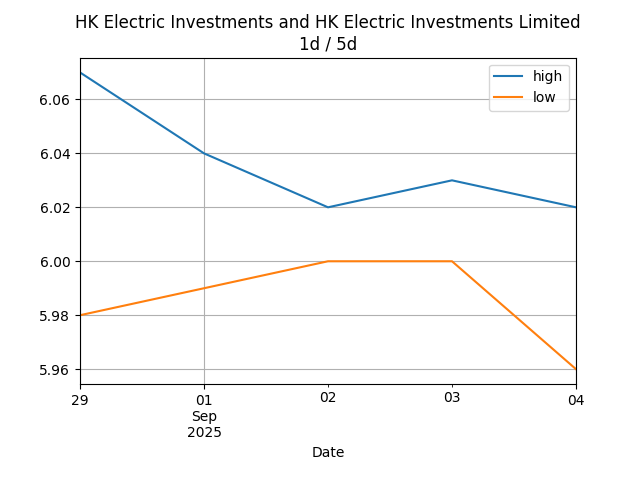 HK Electric Investments and HK Electric Investments Limited
1d / 5d
high
low
6.06
6.04
6.02
6.00
5.98
5.96
29
01
02
03
04
Sep
2025
Date